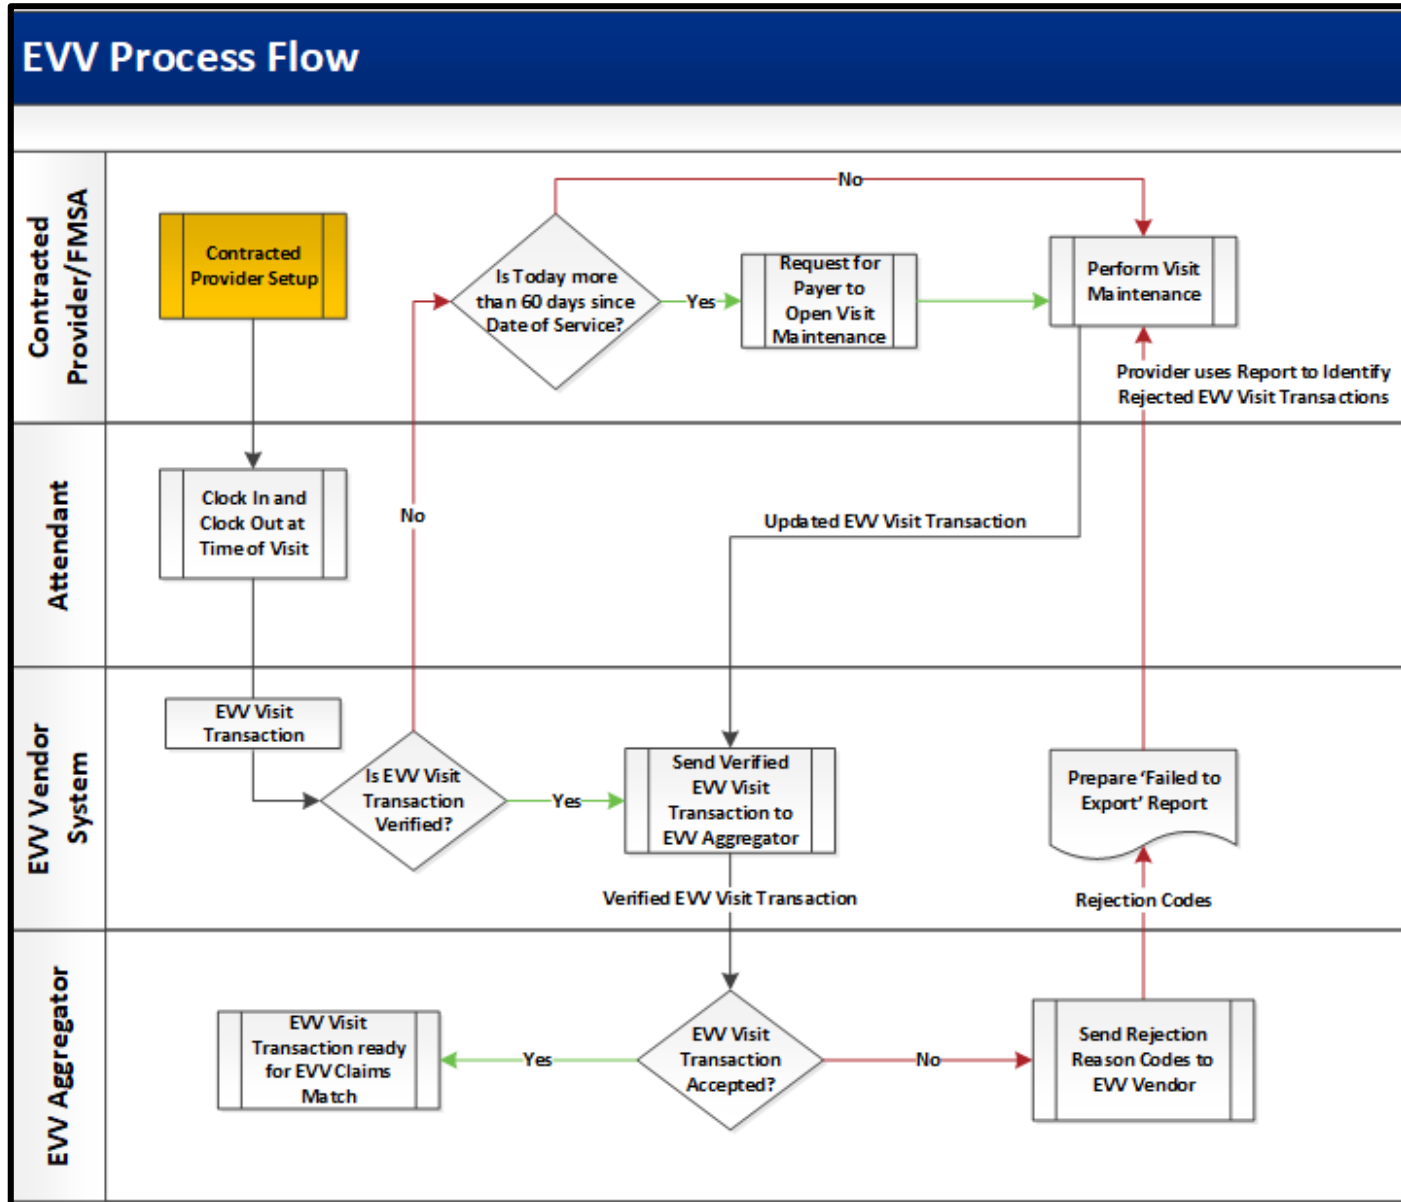 EVV Process Flow
Contracted
Provider/FMSA
Contracted
Provider Setup
Is Today more
than 60 days since
Date of Service?
No
Yes
Request for
Payer to
Open Visit
Maintenance
Perform Visit
Maintenance
Provider uses Report to Identify
Rejected EVV Visit Transactions
Attendant
Clock In and
Clock Out at
Time of Visit
No
Updated EVV Visit Transaction
EVV Vendor
System
EVV Visit
Transaction
Is EVV Visit
Transaction
Verified?
Yes
Send Verified
EVV Visit
Transaction to
EVV Aggregator
Prepare ‘Failed to
Export’ Report
Verified EVV Visit Transaction
Rejection Codes
EVV Aggregator
EVV Visit
Transaction ready
for EVV Claims
Match
Yes
EVV Visit
Transaction
Accepted?
No
Send Rejection
Reason Codes to
EVV Vendor